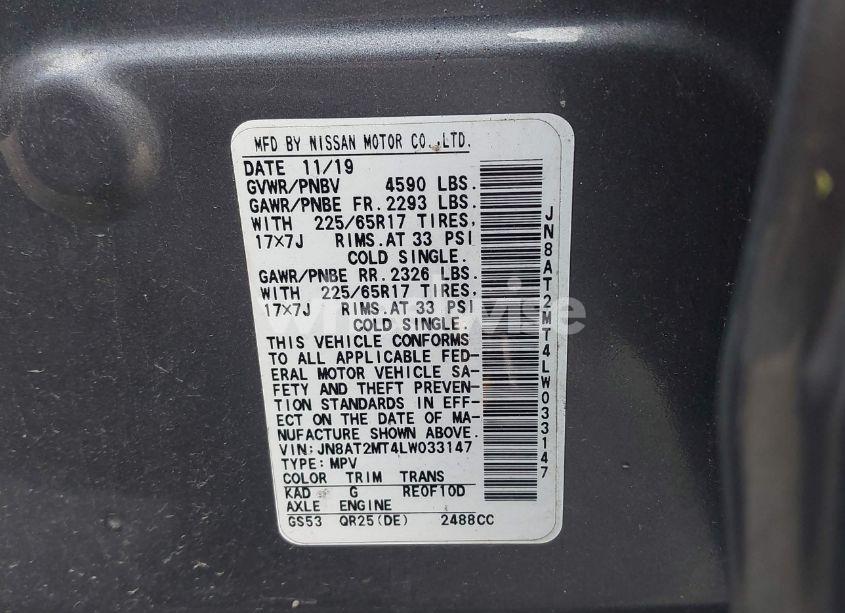 MFD BY NISSAN MOTOR CO.,LTD.
DATE 11/19
GVWR/PNBV 4590 LBS.
GAWR/PNBE FR. 2293 LBS.
WITH 225/65R17 TIRES,
17×7J RIMS.AT 33 PSI
COLD SINGLE.
GAWR/PNBE RR. 2326 LBS.
WITH 225/65R17 TIRES,
17×7J RIMS.AT 33 PSI
COLD SINGLE.
THIS VEHICLE CONFORMS
TO ALL APPLICABLE FED-
ERAL MOTOR VEHICLE SA-
FETY AND THEFT PREVEN-
TION STANDARDS IN EFF-
ECT ON THE DATE OF MA-
NUFACTURE SHOWN ABOVE.
VIN:JN8AT2MT4LW033147
TYPE:MPV
COLOR TRIM TRANS
KAD G RE0F10D
AXLE ENGINE
GS53 QR25(DE) 2488CC
JN8AT2MT4LW033147